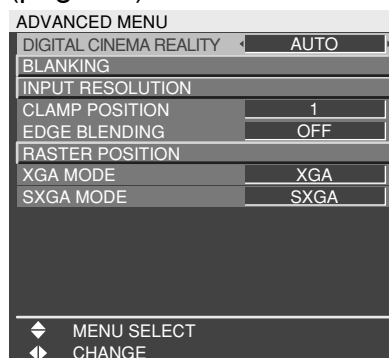 ADVANCED MENU
DIGITAL CINEMA REALITY AUTO
BLANKING
INPUT RESOLUTION
CLAMP POSITION 1
EDGE BLENDING OFF
RASTER POSITION
XGA MODE XGA
SXGA MODE SXGA
MENU SELECT
CHANGE